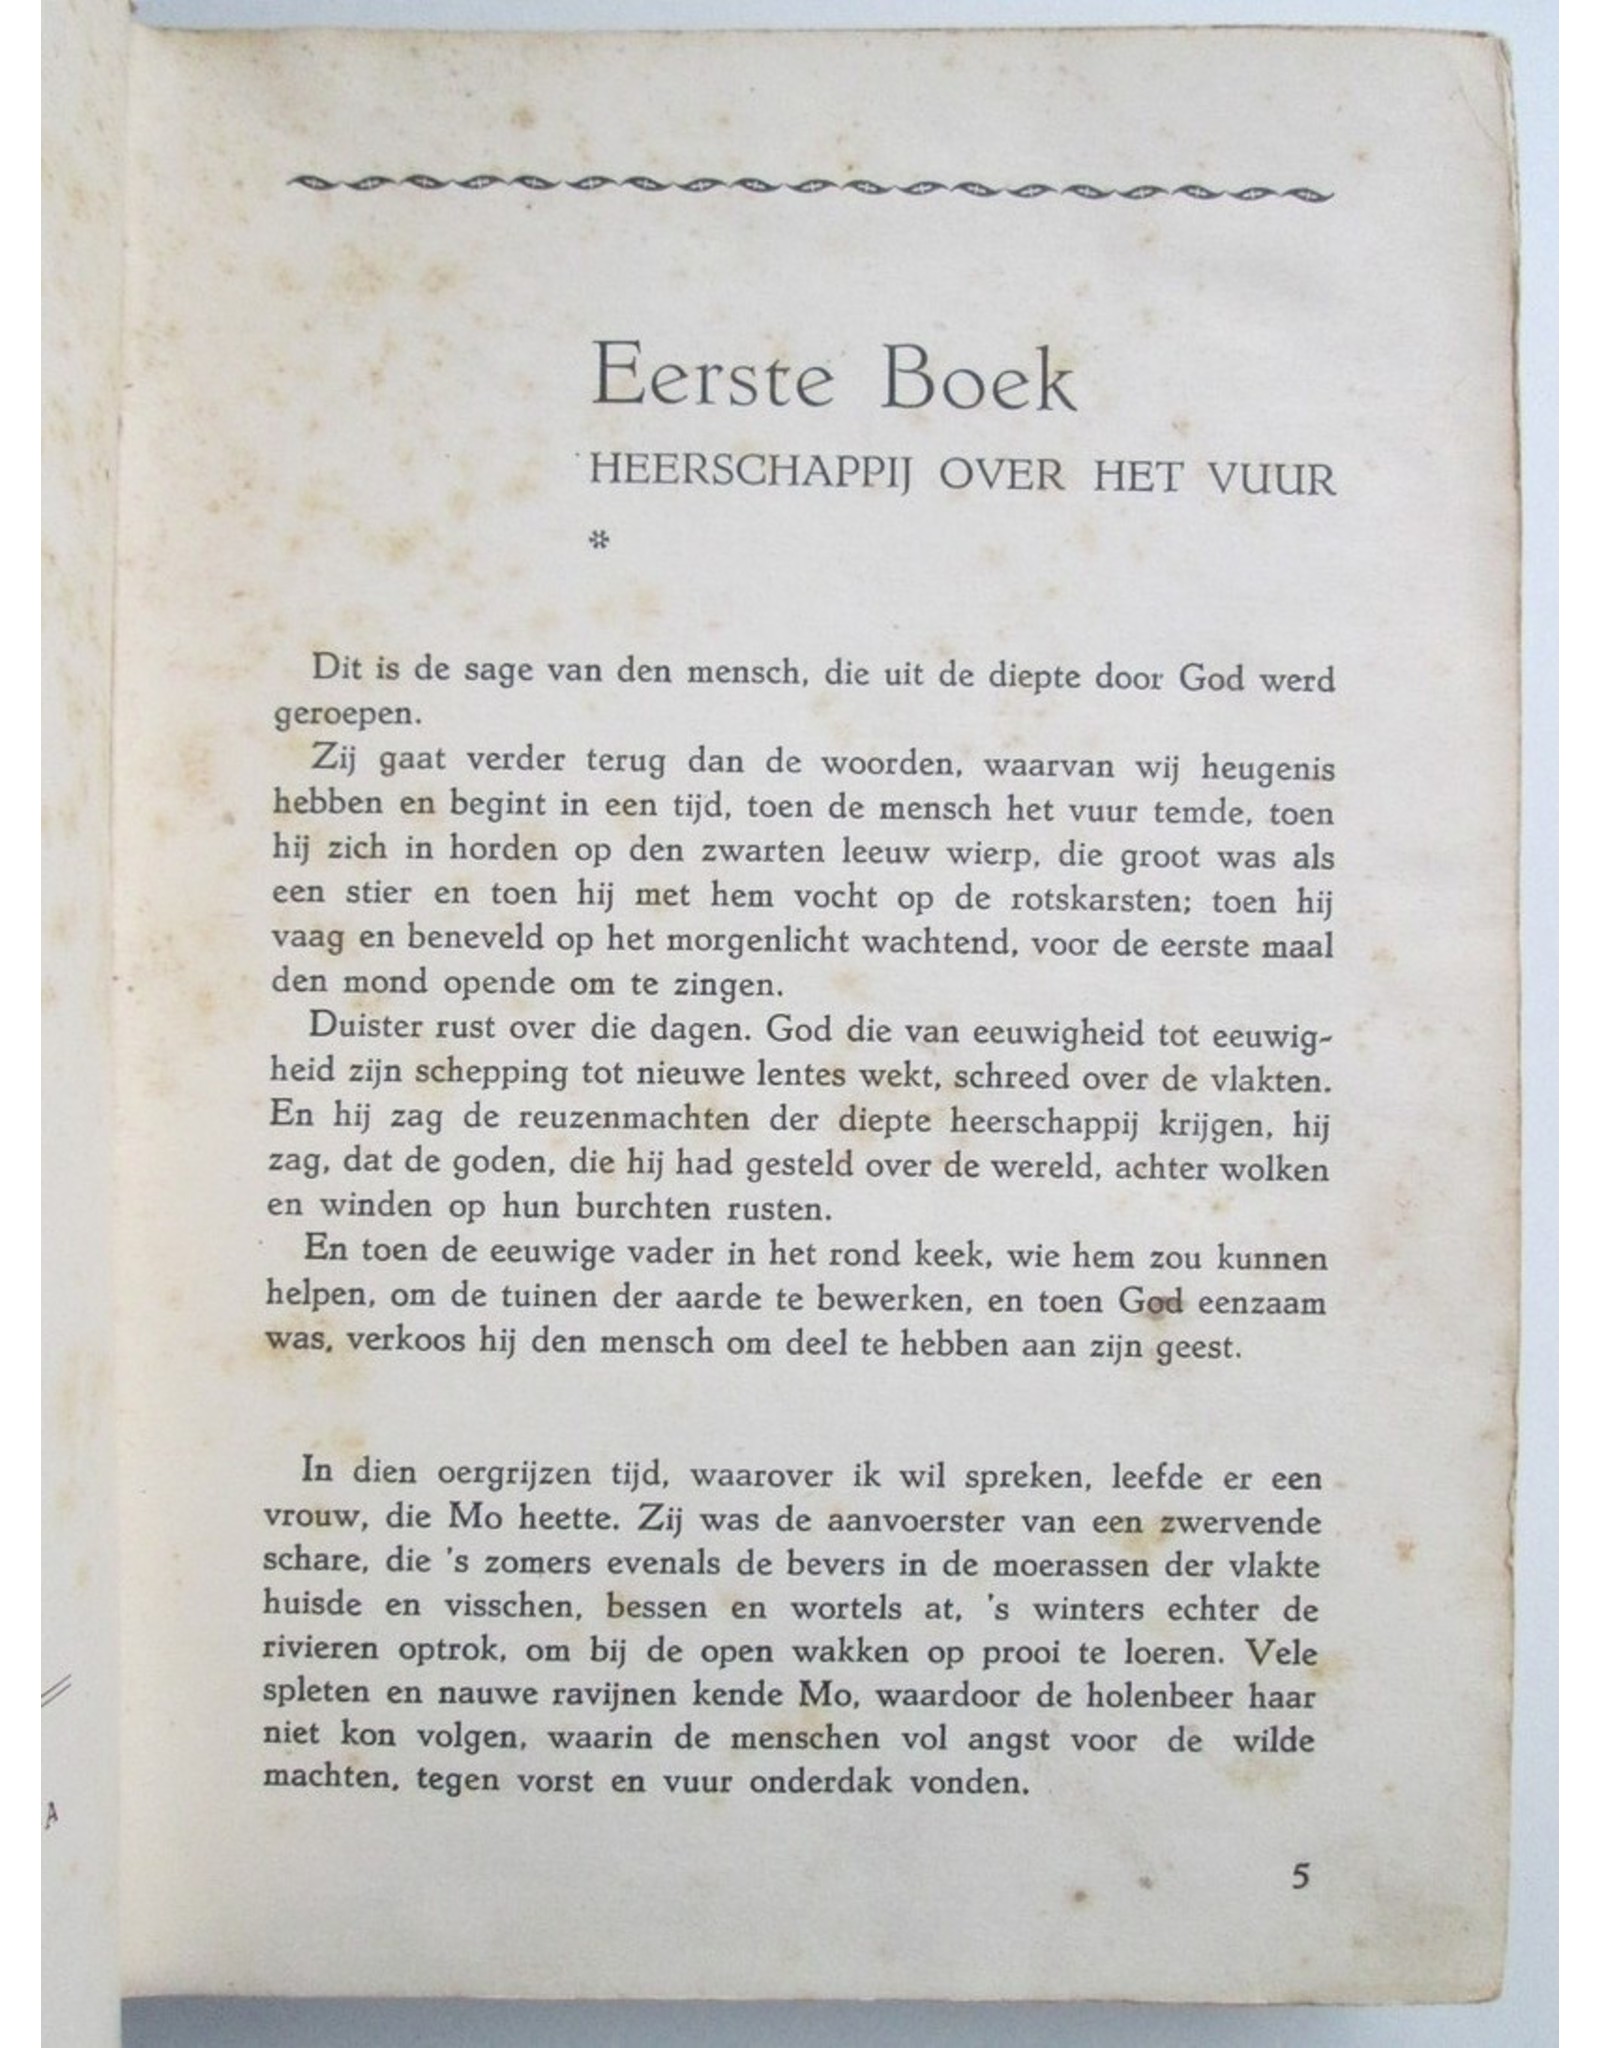 Eerste Boek
HEERSCHAPPIJ OVER HET VUUR
*
Dit is de sage van den mensch, die uit de diepte door God werd
geroepen.
Zij gaat verder terug dan de woorden, waarvan wij heugenis
hebben en begint in een tijd, toen de mensch het vuur temde, toen
hij zich in horden op den zwarten leeuw wierp, die groot was als
een stier en toen hij met hem vocht op de rotskarsten; toen hij
vaag en beneveld op het morgenlicht wachtend, voor de eerste maal
den mond opende om te zingen.
Duister rust over die dagen. God die van eeuwigheid tot eeuwig-
heid zijn schepping tot nieuwe lentes wekt, schreed over de vlakten.
En hij zag de reuzenmachten der diepte heerschappij krijgen, hij
zag, dat de goden, die hij had gesteld over de wereld, achter wolken
en winden op hun burchten rusten.
En toen de eeuwige vader in het rond keek, wie hem zou kunnen
helpen, om de tuinen der aarde te bewerken, en toen God eenzaam
was, verkoos hij den mensch om deel te hebben aan zijn geest.
In dien oergrijzen tijd, waarover ik wil spreken, leefde er een
vrouw, die Mo heette. Zij was de aanvoerster van een zwervende
schare, die 's zomers evenals de bevers in de moerassen der vlakte
huisde en visschen, bessen en wortels at, 's winters echter de
rivieren optrok, om bij de open wakken op prooi te loeren. Vele
spleten en nauwe ravijnen kende Mo, waardoor de holenbeer haar
niet kon volgen, waarin de menschen vol angst voor de wilde
machten, tegen vorst en vuur onderdak vonden.
5
A